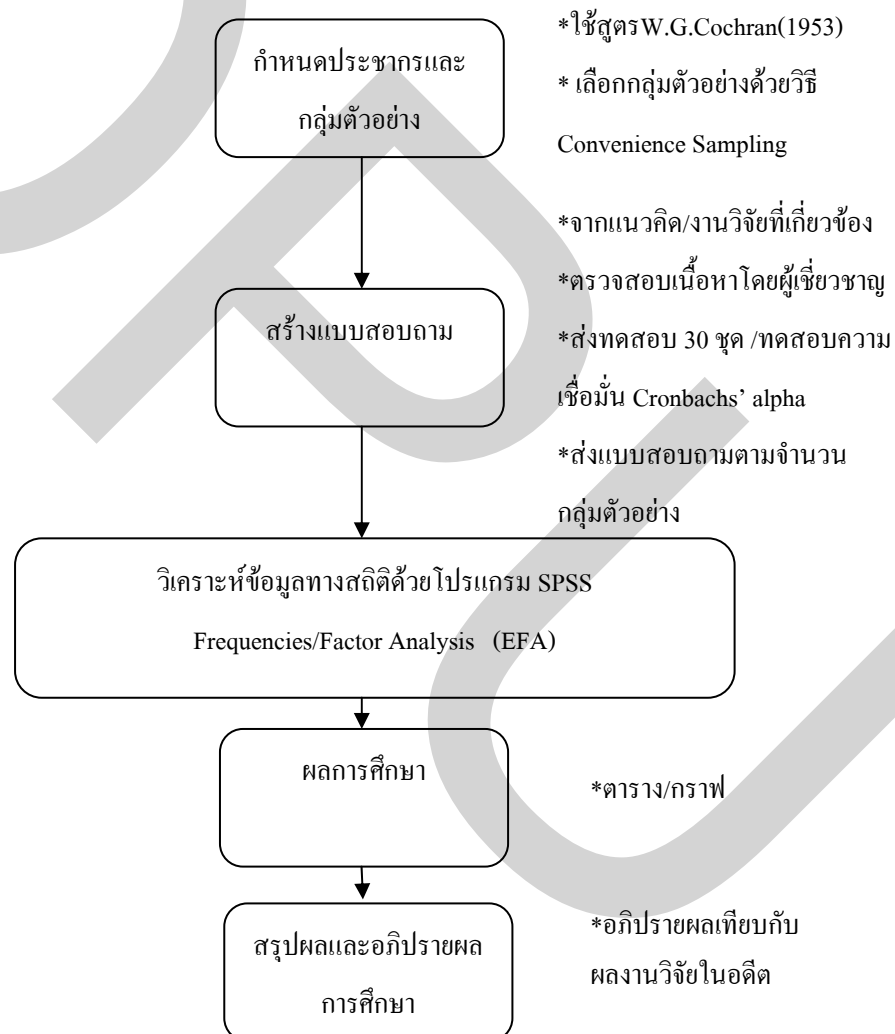 กำหนดประชากรและ
กลุ่มตัวอย่าง
*ใช้สูตรW.G.Cochran(1953)
* เลือกกลุ่มตัวอย่างด้วยวิธี
Convenience Sampling
สร้างแบบสอบถาม
*จากแนวคิด/งานวิจัยที่เกี่ยวข้อง
*ตรวจสอบเนื้อหาโดยผู้เชี่ยวชาญ
*ส่งทดสอบ 30 ชุด /ทดสอบความ
เชื่อมั่น Cronbachs’ alpha
*ส่งแบบสอบถามตามจำนวน
กลุ่มตัวอย่าง
วิเคราะห์ข้อมูลทางสถิติด้วยโปรแกรม SPSS
Frequencies/Factor Analysis (EFA)
ผลการศึกษา
*ตาราง/กราฟ
สรุปผลและอภิปรายผล
การศึกษา
*อภิปรายผลเทียบกับ
ผลงานวิจัยในอดีต